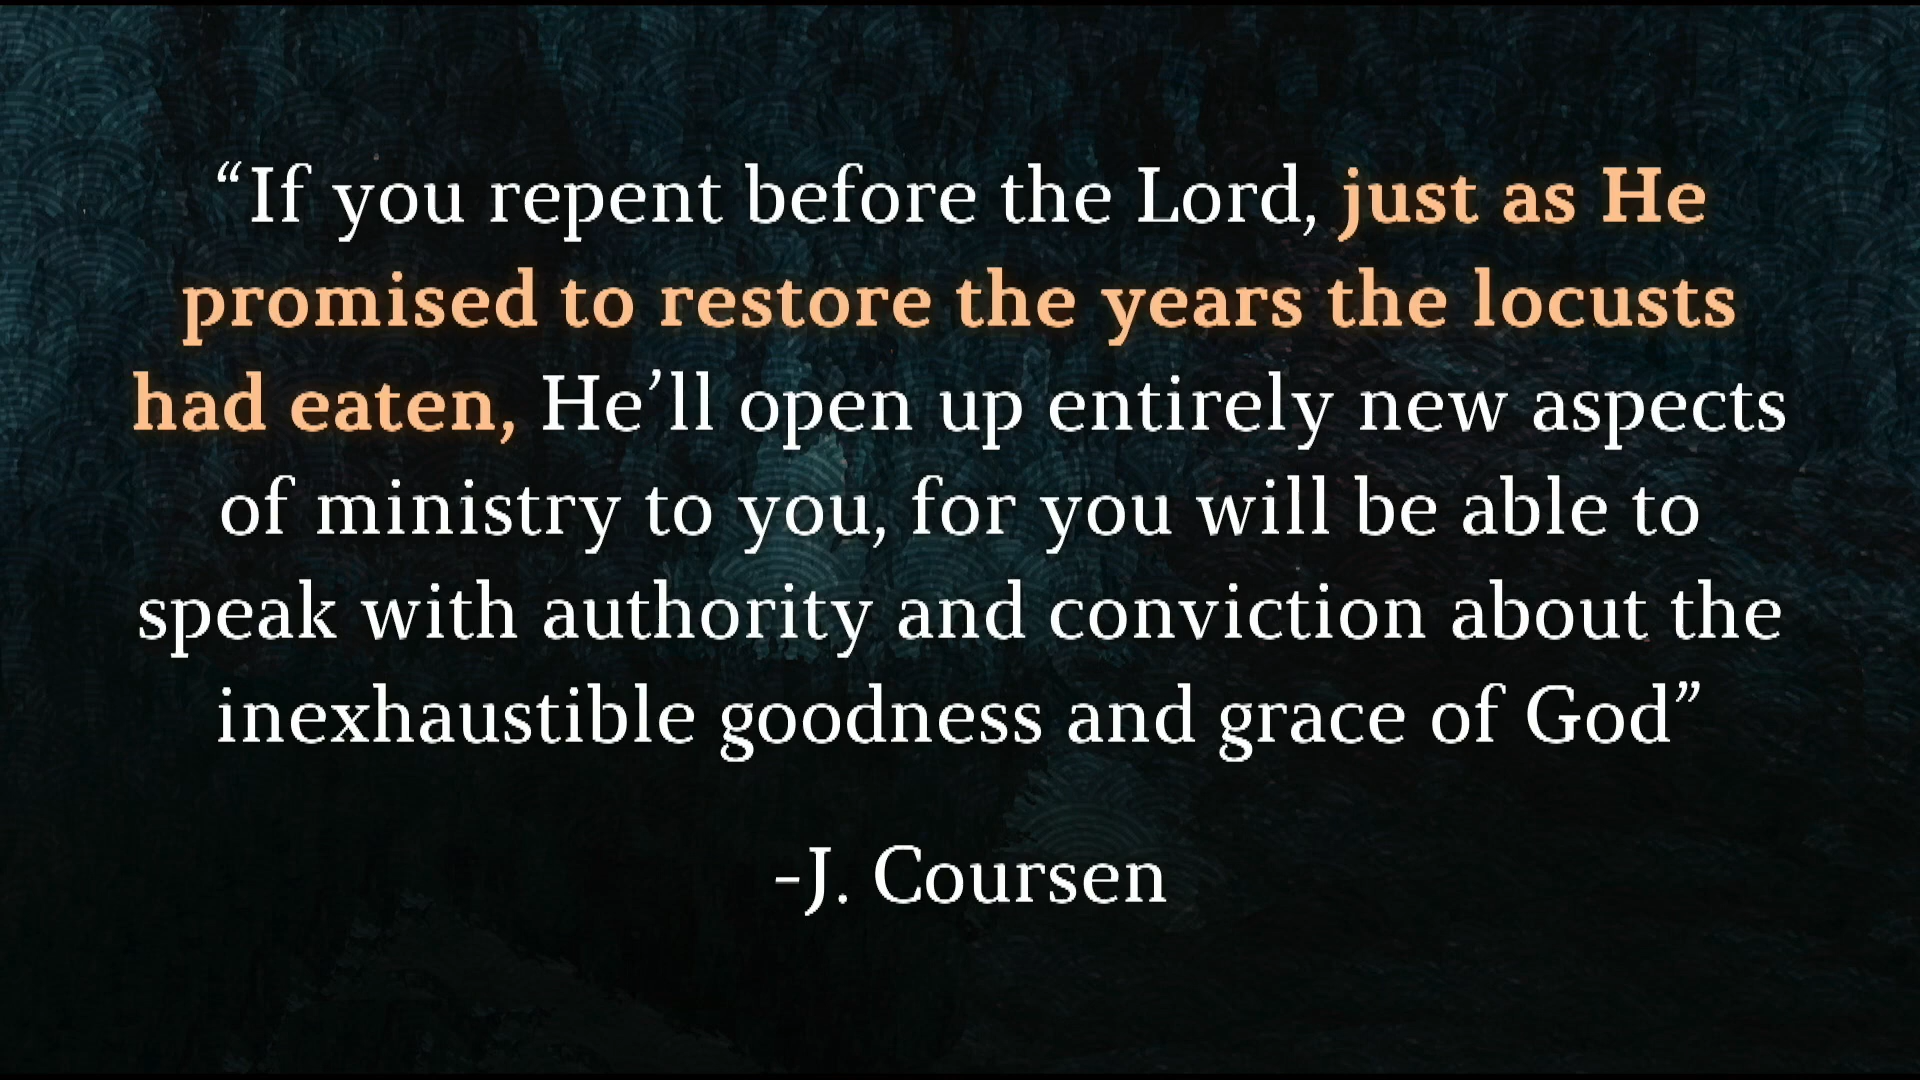 “If you repent before the Lord, just as He
promised to restore the years the locusts
had eaten, He’ll open up entirely new aspects
of ministry to you, for you will be able to
speak with authority and conviction about the
inexhaustible goodness and grace of God”
-J. Coursen